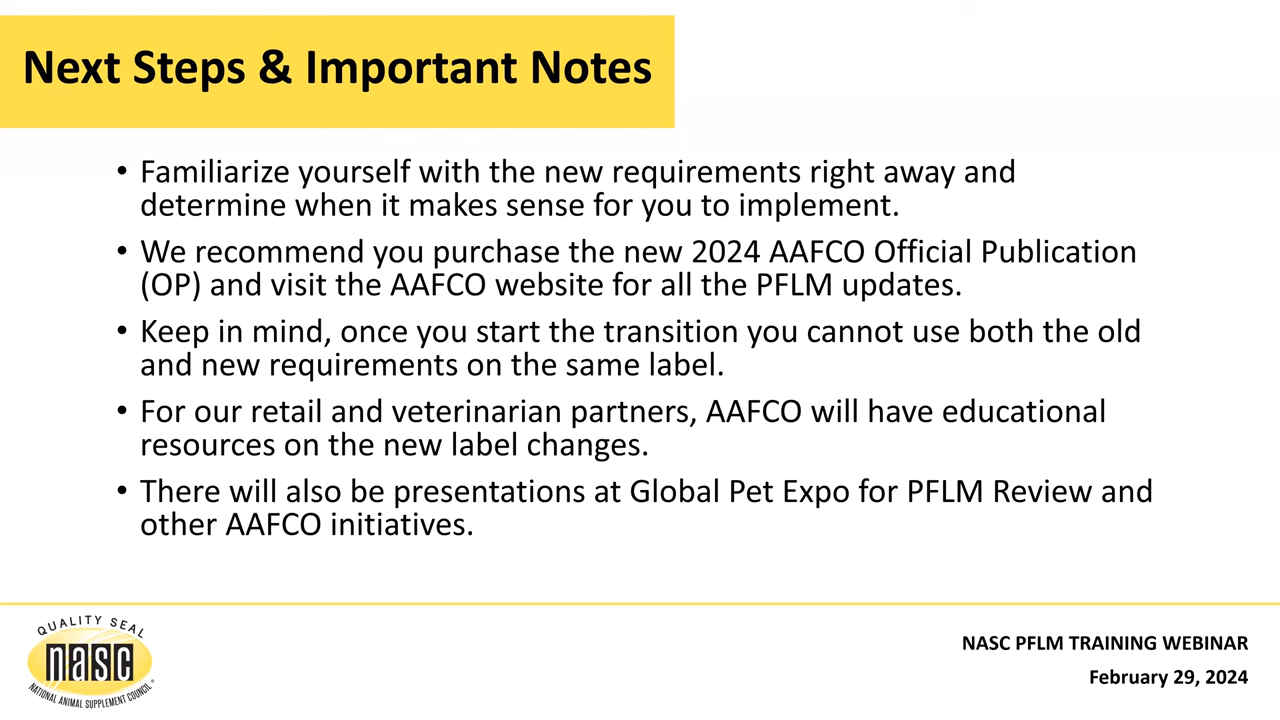 Next Steps & Important Notes
• Familiarize yourself with the new requirements right away and
determine when it makes sense for you to implement.
• We recommend you purchase the new 2024 AAFCO Official Publication
(OP) and visit the AAFCO website for all the PFLM updates.
• Keep in mind, once you start the transition you cannot use both the old
and new requirements on the same label.
• For our retail and veterinarian partners, AAFCO will have educational
resources on the new label changes.
• There will also be presentations at Global Pet Expo for PFLM Review and
other AAFCO initiatives.
QUALITY SEAL
nasc
NATIONAL ANIMAL SUPPLEMENT COUNCIL®
NASC PFLM TRAINING WEBINAR
February 29, 2024